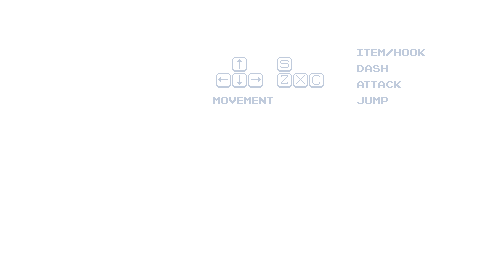 ITEM/HOOK
↑ S
DASH
← ↓ → Z X C
ATTACK
MOVEMENT
JUMP